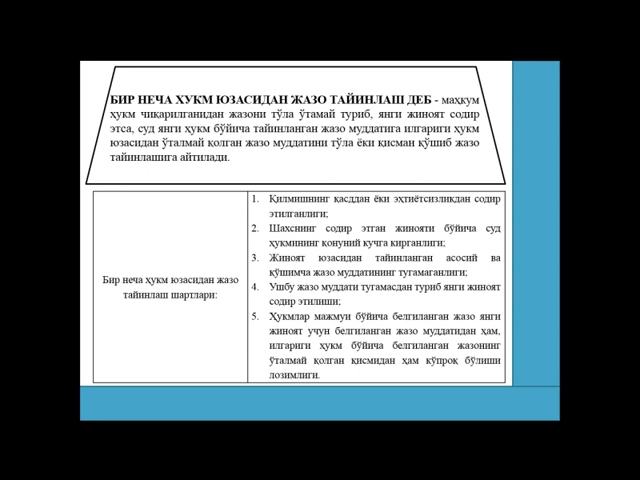 БИР НЕЧА ХУКМ ЮЗАСИДАН ЖАЗО ТАЙИНЛАШ ДЕБ - маҳкум
ҳукм чиқарилганидан жазони тўла ўтамай туриб, янги жиноят содир
этса, суд янги ҳукм бўйича тайинланган жазо муддатига илгариги ҳукм
юзасидан ўталмай қолган жазо муддатини тўла ёки қисман қўшиб жазо
тайинлашига айтилади.
Бир неча ҳукм юзасидан жазо
тайинлаш шартлари:
1. Қилмишнинг қасддан ёки эҳтиётсизликдан содир
этилганлиги;
2. Шахснинг содир этган жинояти бўйича суд
ҳукмининг қонуний кучга кирганлиги;
3. Жиноят юзасидан тайинланган асосий ва
қўшимча жазо муддатининг тугамаганлиги;
4. Ушбу жазо муддати тугамасдан туриб янги жиноят
содир этилиши;
5. Ҳукмлар мажмуи бўйича белгиланган жазо янги
жиноят учун белгиланган жазо муддатидан ҳам,
илгариги ҳукм бўйича белгиланган жазонинг
ўталмай қолган қисмидан ҳам кўпроқ бўлиши
лозимлиги.